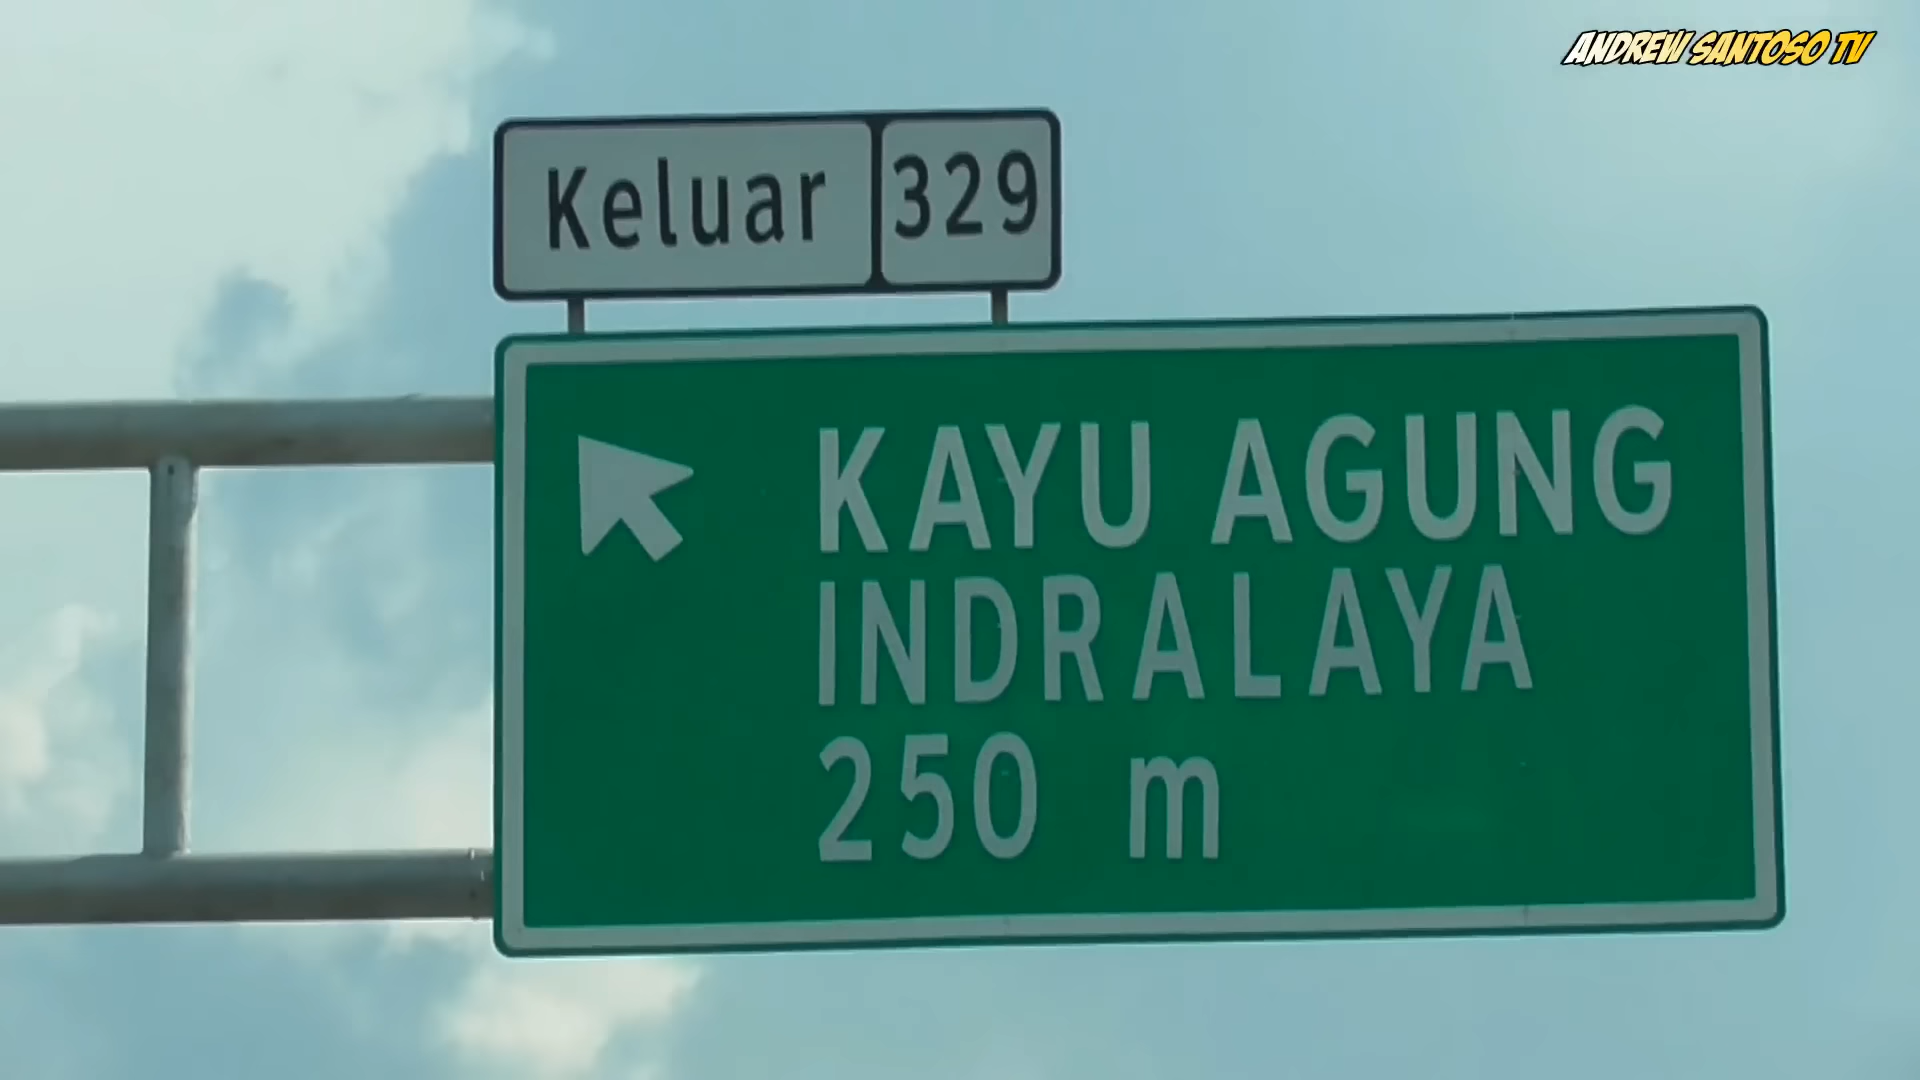 ANDREW SANTOSO TV
Keluar 329
KAYU AGUNG
INDRALAYA
250 m